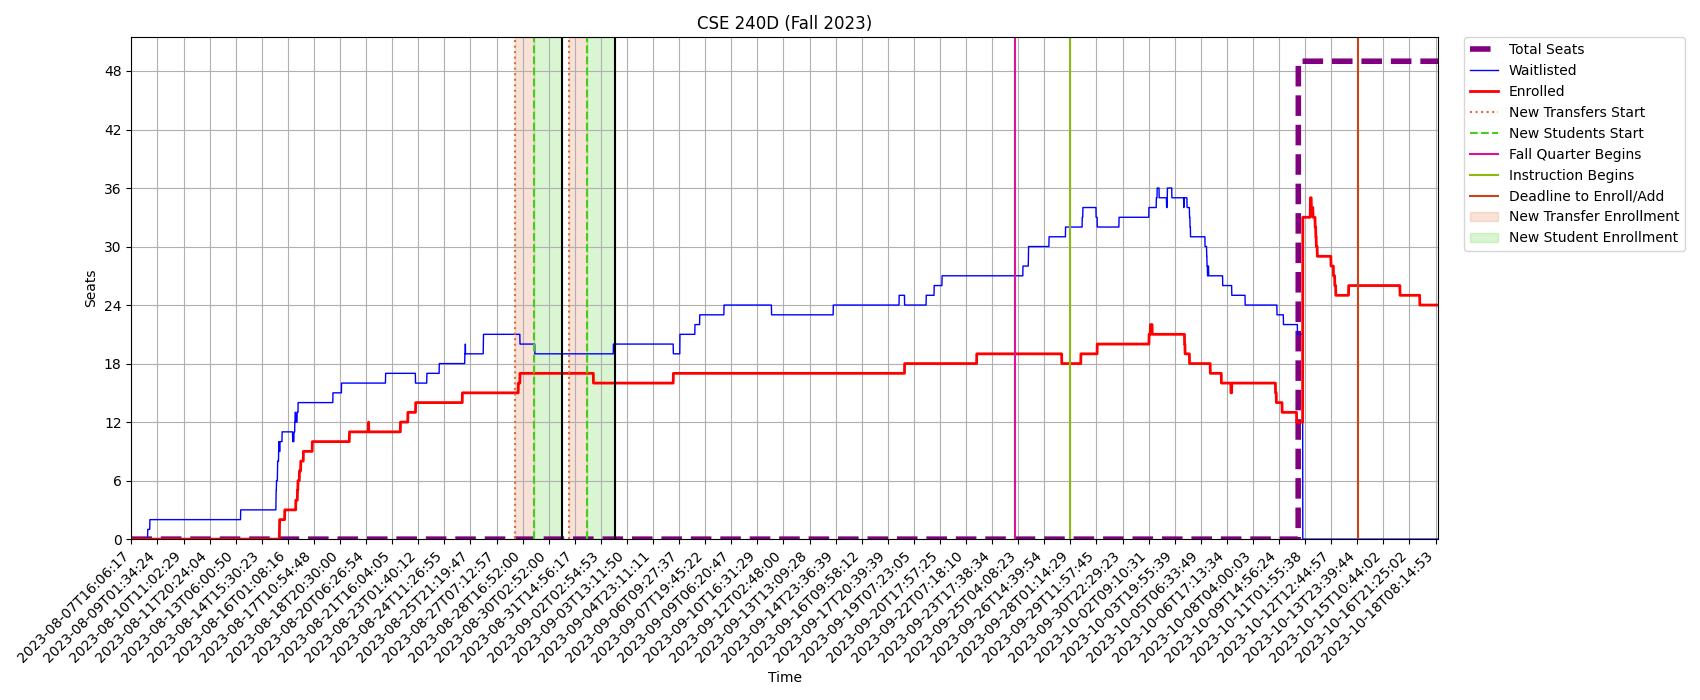 CSE 240D (Fall 2023)
Total Seats
Waitlisted
Enrolled
New Transfers Start
New Students Start
Fall Quarter Begins
Instruction Begins
Deadline to Enroll/Add
New Transfer Enrollment
New Student Enrollment
Seats
48
42
36
30
24
18
12
6
0
2023-08-07T16:06:17
2023-08-09T01:34:24
2023-08-10T11:02:29
2023-08-11T20:24:04
2023-08-13T06:00:50
2023-08-14T15:30:23
2023-08-16T01:08:16
2023-08-17T10:54:48
2023-08-18T20:30:00
2023-08-20T06:26:54
2023-08-21T16:04:05
2023-08-23T01:40:12
2023-08-24T11:26:55
2023-08-25T21:19:47
2023-08-27T07:12:57
2023-08-28T16:52:00
2023-08-30T02:52:00
2023-08-31T14:56:17
2023-09-02T02:54:53
2023-09-03T13:11:50
2023-09-04T23:11:11
2023-09-06T09:27:37
2023-09-07T19:45:22
2023-09-09T06:20:47
2023-09-10T16:31:29
2023-09-12T02:48:00
2023-09-13T13:09:28
2023-09-14T23:36:39
2023-09-16T09:58:12
2023-09-17T20:39:39
2023-09-19T07:23:05
2023-09-20T17:57:25
2023-09-22T07:18:10
2023-09-23T17:38:34
2023-09-25T04:08:23
2023-09-26T14:39:54
2023-09-28T01:14:29
2023-09-29T11:57:45
2023-09-30T22:29:23
2023-10-02T09:10:31
2023-10-03T19:55:39
2023-10-05T06:33:49
2023-10-06T17:13:34
2023-10-08T04:00:03
2023-10-09T14:56:24
2023-10-11T01:55:38
2023-10-12T12:44:57
2023-10-13T23:39:44
2023-10-15T10:44:02
2023-10-16T21:25:02
2023-10-18T08:14:53
Time